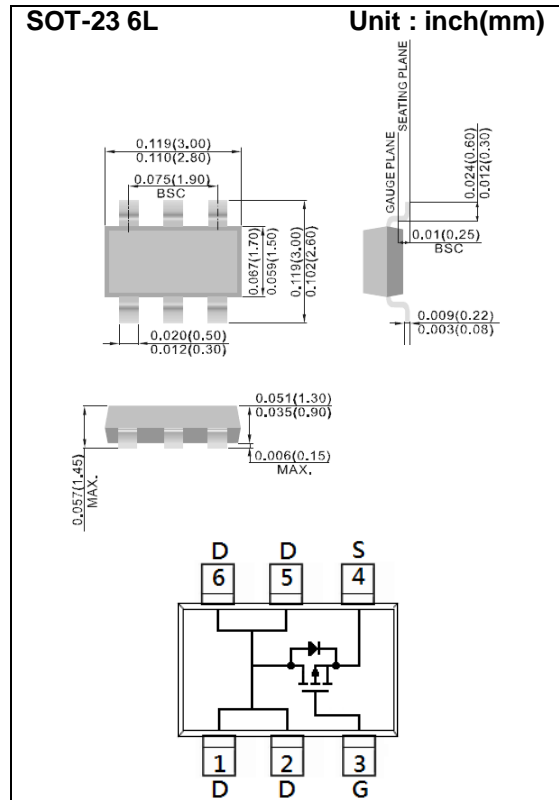 SOT-23 6L Unit : inch(mm)
0.119(3.00)
0.110(2.80)
0.075(1.90)
BSC
0.067(1.70)
0.059(1.50)
0.119(3.00)
0.102(2.60)
0.020(0.50)
0.012(0.30)
GAUGE PLANE
SEATING PLANE
0.024(0.60)
0.012(0.30)
0.01(0.25)
BSC
0.009(0.22)
0.003(0.08)
0.051(1.30)
0.035(0.90)
0.006(0.15)
MAX.
0.057(1.45)
MAX.
D D S
6 5 4
1 2 3
D D G